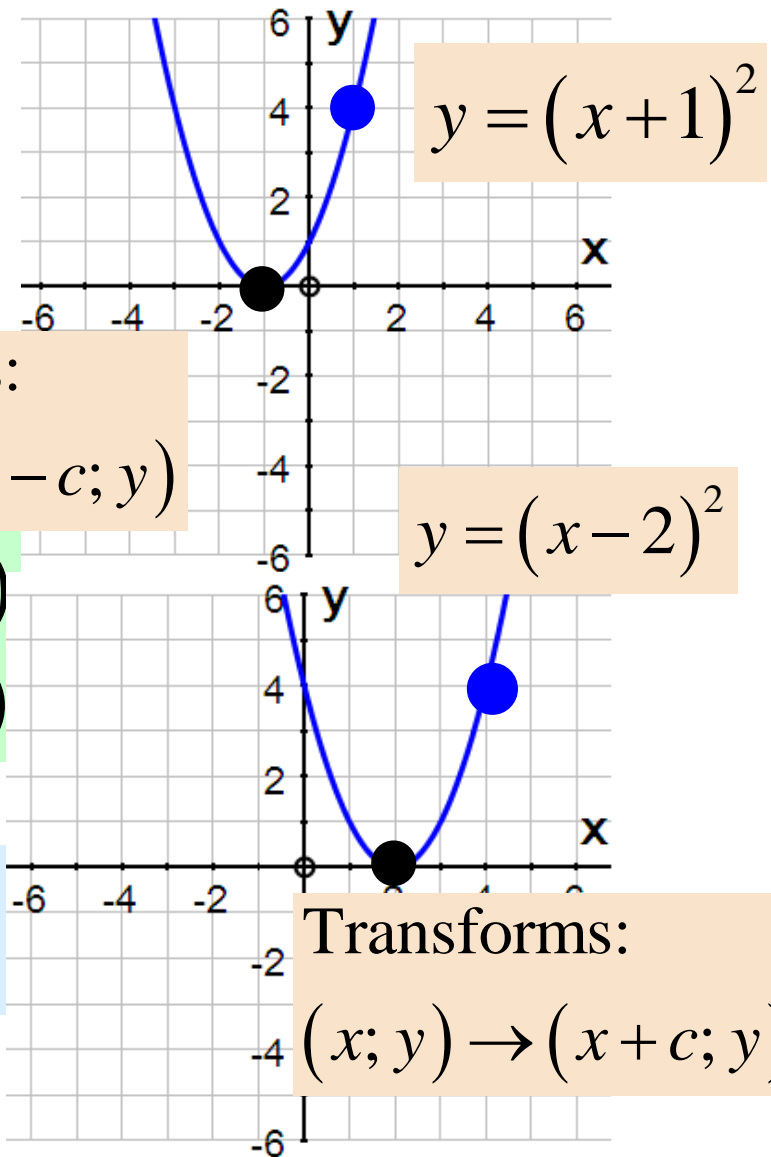 6 y
y = (x + 1)²
4
2
x
-6 -4 -2 2 4 6
:
-2
− c; y)
-4
y = (x − 2)²
-6
6 y
)
4
)
2
x
-6 -4 -2 4
Transforms:
-2
(x; y) → (x + c; y)
-4
-6